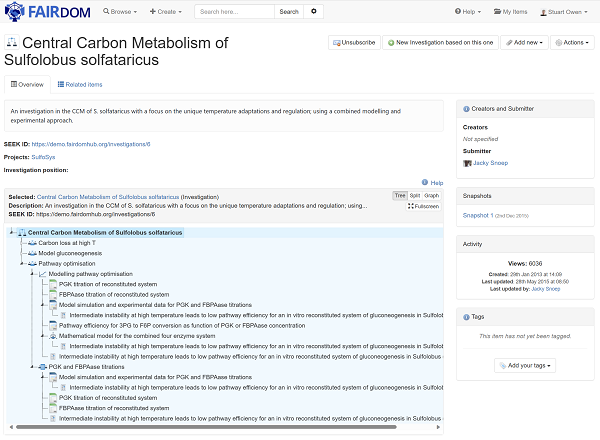 FAIRDOM
Browse
Create
Search here...
Search
Help
My Items
Stuart Owen
Central Carbon Metabolism of
Sulfolobus solfataricus
Unsubscribe
New Investigation based on this one
Add new
Actions
Overview
Related items
An investigation in the CCM of S. solfataricus with a focus on the unique temperature adaptations and regulation; using a combined modelling and
experimental approach.
SEEK ID: https://demo.fairdomhub.org/investigations/6
Projects: SulfoSys
Investigation position:
Help
Selected: Central Carbon Metabolism of Sulfolobus solfataricus (Investigation)
Description: An investigation in the CCM of S. solfataricus with a focus on the unique temperature adaptations and regulation; using...
SEEK ID: https://demo.fairdomhub.org/investigations/6
Tree
Split
Graph
Fullscreen
Central Carbon Metabolism of Sulfolobus solfataricus
Carbon loss at high T
Model gluconeogenesis
Pathway optimisation
Modelling pathway optimisation
PGK titration of reconstituted system
FBPAase titration of reconstituted system
Model simulation and experimental data for PGK and FBPAase titrations
Intermediate instability at high temperature leads to low pathway efficiency for an in vitro reconstituted system of gluconeogenesis in Sulfolob
Pathway efficiency for 3PG to F6P conversion as function of PGK or FBPAase concentration
Mathematical model for the combined four enzyme system
Intermediate instability at high temperature leads to low pathway efficiency for an in vitro reconstituted system of gluconeogenesis in Sulfolob
Intermediate instability at high temperature leads to low pathway efficiency for an in vitro reconstituted system of gluconeogenesis in Sulfolobus
PGK and FBPAase titrations
Model simulation and experimental data for PGK and FBPAase titrations
Intermediate instability at high temperature leads to low pathway efficiency for an in vitro reconstituted system of gluconeogenesis in Sulfolob
PGK titration of reconstituted system
FBPAase titration of reconstituted system
Intermediate instability at high temperature leads to low pathway efficiency for an in vitro reconstituted system of gluconeogenesis in Sulfolobus
Creators and Submitter
Creators
Not specified
Submitter
Jacky Snoep
Snapshots
Snapshot 1 (2nd Dec 2015)
Activity
Views: 6036
Created: 29th Jan 2013 at 14:09
Last updated: 28th May 2015 at 08:50
Last updated by: Jacky Snoep
Tags
This item has not yet been tagged.
Add your tags